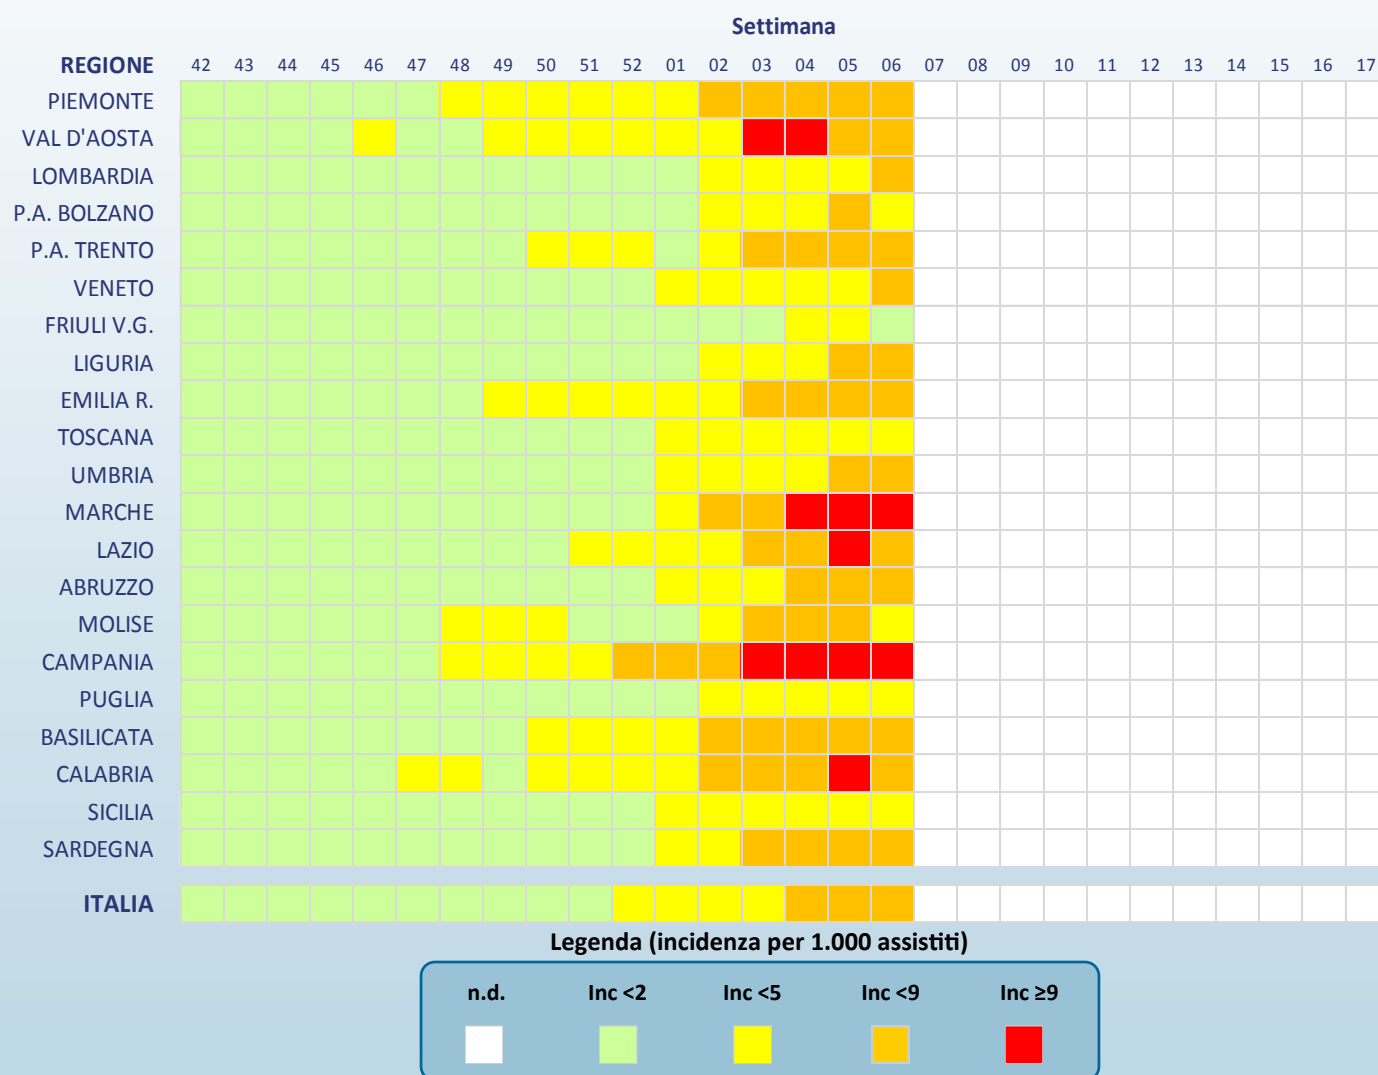 Settimana
REGIONE 42 43 44 45 46 47 48 49 50 51 52 01 02 03 04 05 06 07 08 09 10 11 12 13 14 15 16 17
PIEMONTE
VAL D'AOSTA
LOMBARDIA
P.A. BOLZANO
P.A. TRENTO
VENETO
FRIULI V.G.
LIGURIA
EMILIA R.
TOSCANA
UMBRIA
MARCHE
LAZIO
ABRUZZO
MOLISE
CAMPANIA
PUGLIA
BASILICATA
CALABRIA
SICILIA
SARDEGNA
ITALIA
Legenda (incidenza per 1.000 assistiti)
n.d. Inc <2 Inc <5 Inc <9 Inc ≥9